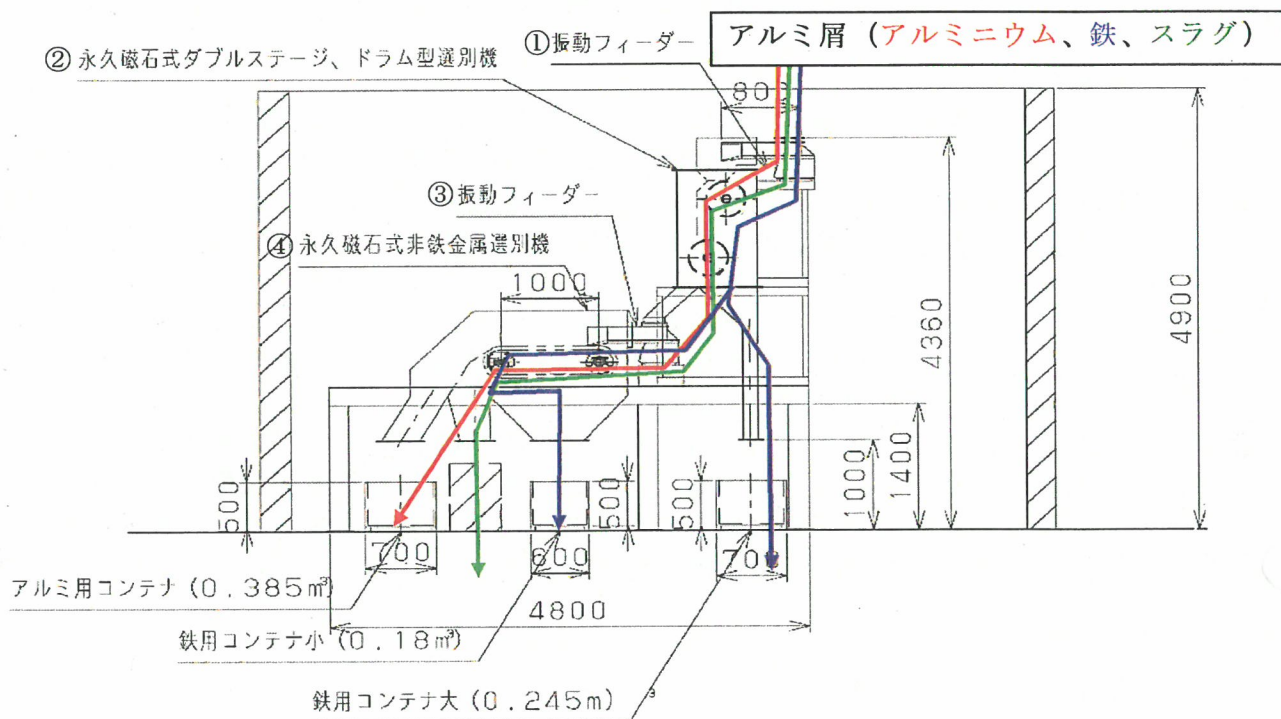 アルミ屑 (アルミニウム、鉄、スラグ)
①振動フィーダー
②永久磁石式ダブルステージ、ドラム型選別機
③振動フィーダー
④永久磁石式非鉄金属選別機
1000
4360
4900
1000
1400
500
500
500
700
600
4800
アルミ用コンテナ (0.385㎥)
鉄用コンテナ小 (0.18㎥)
鉄用コンテナ大 (0.245m) ³